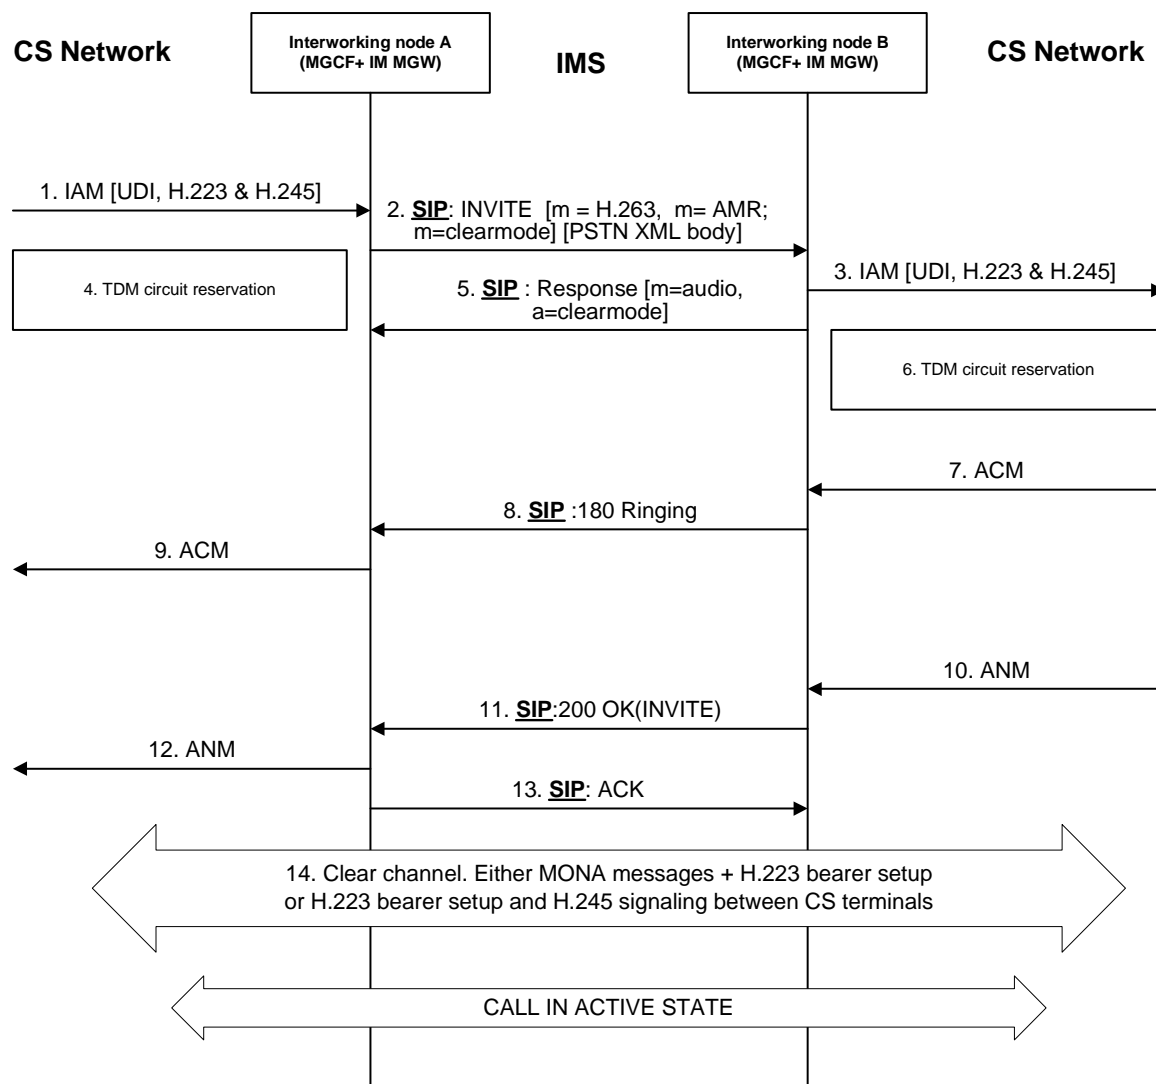 CS Network
Interworking node A
(MGCF+ IM MGW)
IMS
Interworking node B
(MGCF+ IM MGW)
CS Network
1. IAM [UDI, H.223 & H.245]
2. SIP: INVITE [m = H.263, m= AMR;
m=clearmode] [PSTN XML body]
3. IAM [UDI, H.223 & H.245]
4. TDM circuit reservation
5. SIP : Response [m=audio,
a=clearmode]
6. TDM circuit reservation
7. ACM
8. SIP :180 Ringing
9. ACM
10. ANM
11. SIP:200 OK(INVITE)
12. ANM
13. SIP: ACK
14. Clear channel. Either MONA messages + H.223 bearer setup
or H.223 bearer setup and H.245 signaling between CS terminals
CALL IN ACTIVE STATE